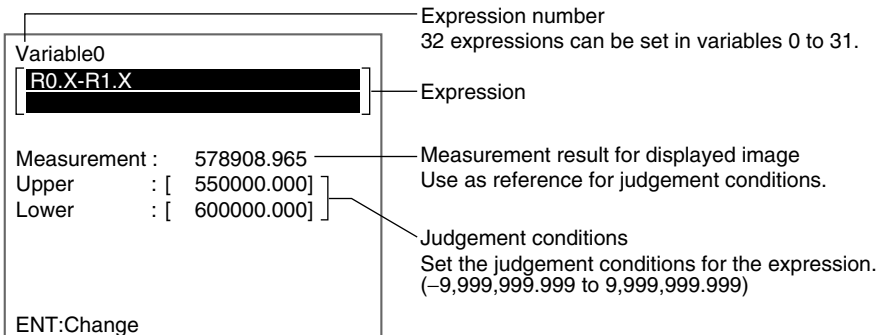 Expression number
32 expressions can be set in variables 0 to 31.
Variable0
R0.X-R1.X
Expression
Measurement : 578908.965
Measurement result for displayed image
Use as reference for judgement conditions.
Upper : [ 550000.000]
Lower : [ 600000.000]
Judgement conditions
Set the judgement conditions for the expression.
(−9,999,999.999 to 9,999,999.999)
ENT:Change